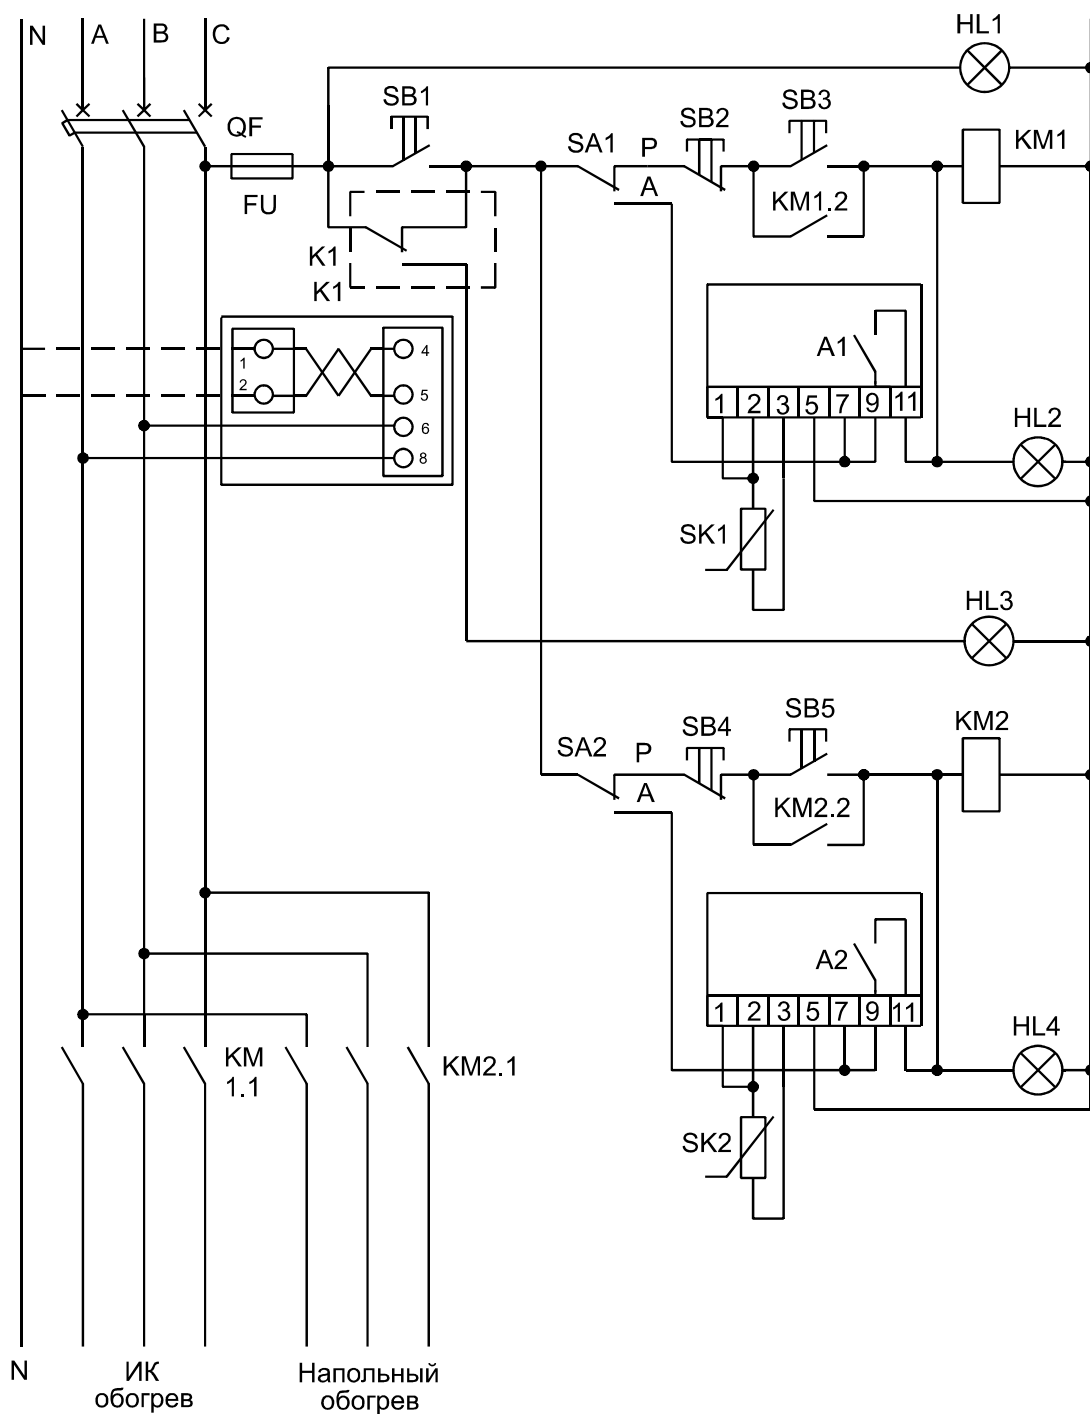 N
A
B
C
HL1
QF
FU
SB1
SA1
P
A
SB2
SB3
KM1
KM1.2
K1
K1
1
2
4
5
6
8
A1
1
2
3
5
7
9
11
HL2
SK1
HL3
SA2
P
A
SB4
SB5
KM2
KM2.2
A2
1
2
3
5
7
9
11
HL4
SK2
KM
1.1
KM2.1
N
ИК
обогрев
Напольный
обогрев